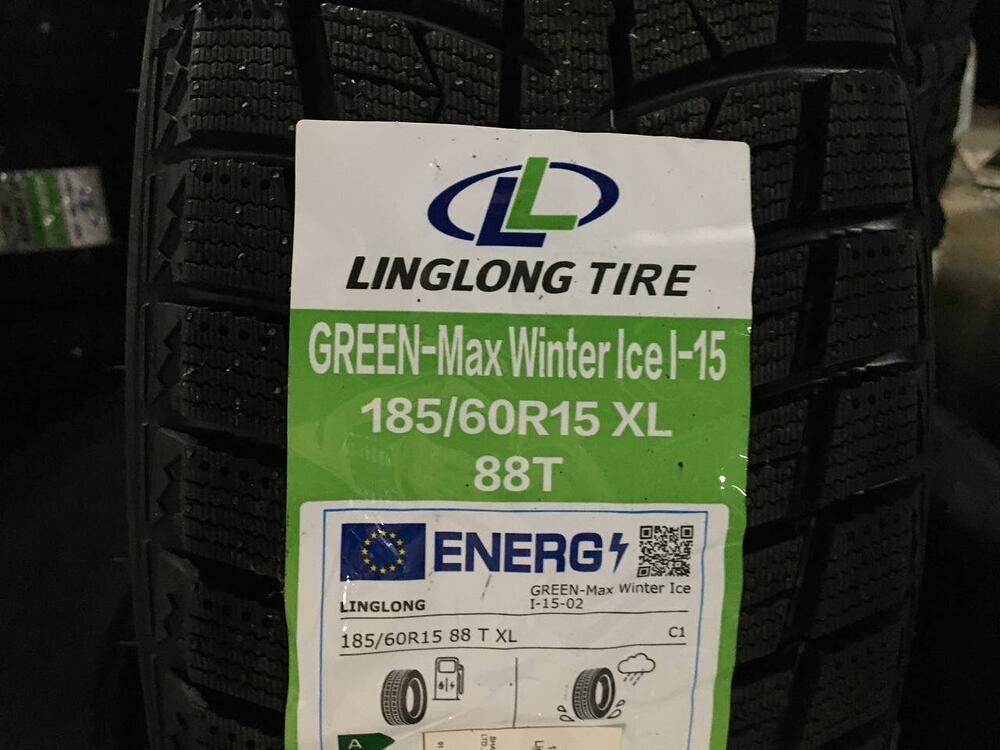 LL
LINGLONG TIRE
GREEN-Max Winter Ice I-15
185/60R15 XL
88T
ENERG
LINGLONG
GREEN-Max Winter Ice
I-15-02
185/60R15 88 T XL
C1
A